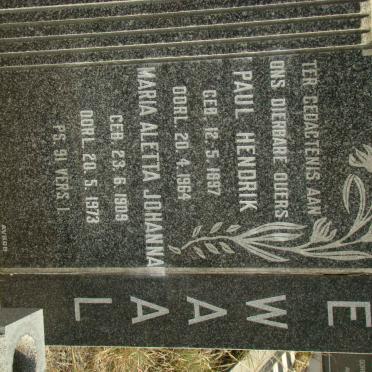 TER GEDAGTENIS AAN
ONS DIERBARE OUERS
PAUL HENDRIK
GEB. 12.5.1897
OORL. 20.4.1964
MARIA ALETTA JOHANNA
GEB. 23.6.1909
OORL. 20.5.1973
PS. 91 VERS. 1.
AVBOB
E WAAL